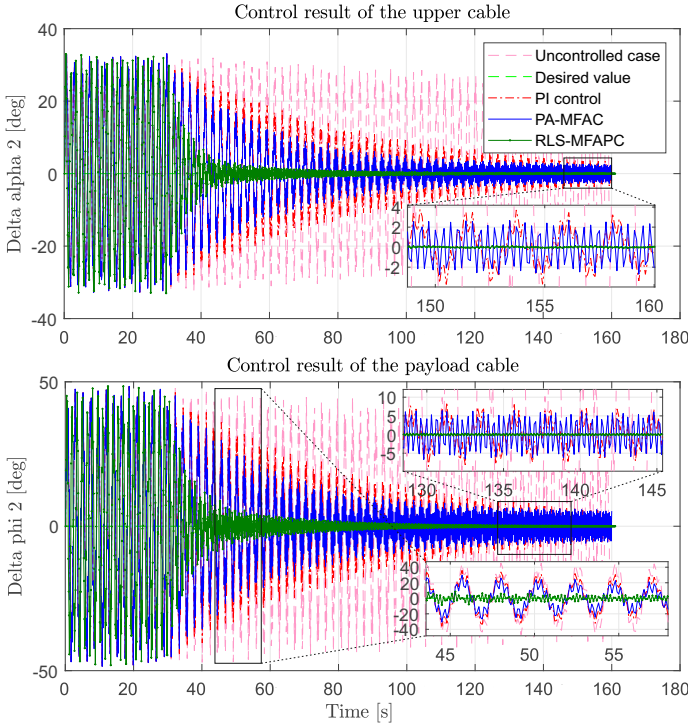 Control result of the upper cable
Delta alpha 2 [deg]
40
20
0
-20
-40
0 20 40 60 80 100 120 140 160 180
Uncontrolled case
Desired value
PI control
PA-MFAC
RLS-MFAPC
4
2
0
-2
150 155 160
Control result of the payload cable
Delta phi 2 [deg]
50
0
-50
0 20 40 60 80 100 120 140 160 180
Time [s]
10
5
0
-5
130 135 140 145
40
20
0
-20
-40
45 50 55